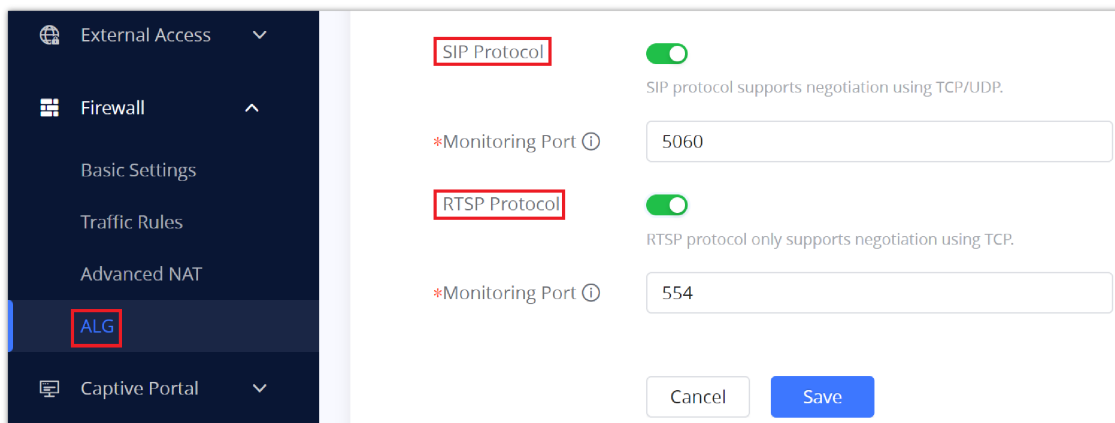 External Access
Firewall
Basic Settings
Traffic Rules
Advanced NAT
ALG
Captive Portal
SIP Protocol
SIP protocol supports negotiation using TCP/UDP.
*Monitoring Port
5060
RTSP Protocol
RTSP protocol only supports negotiation using TCP.
*Monitoring Port
554
Cancel Save